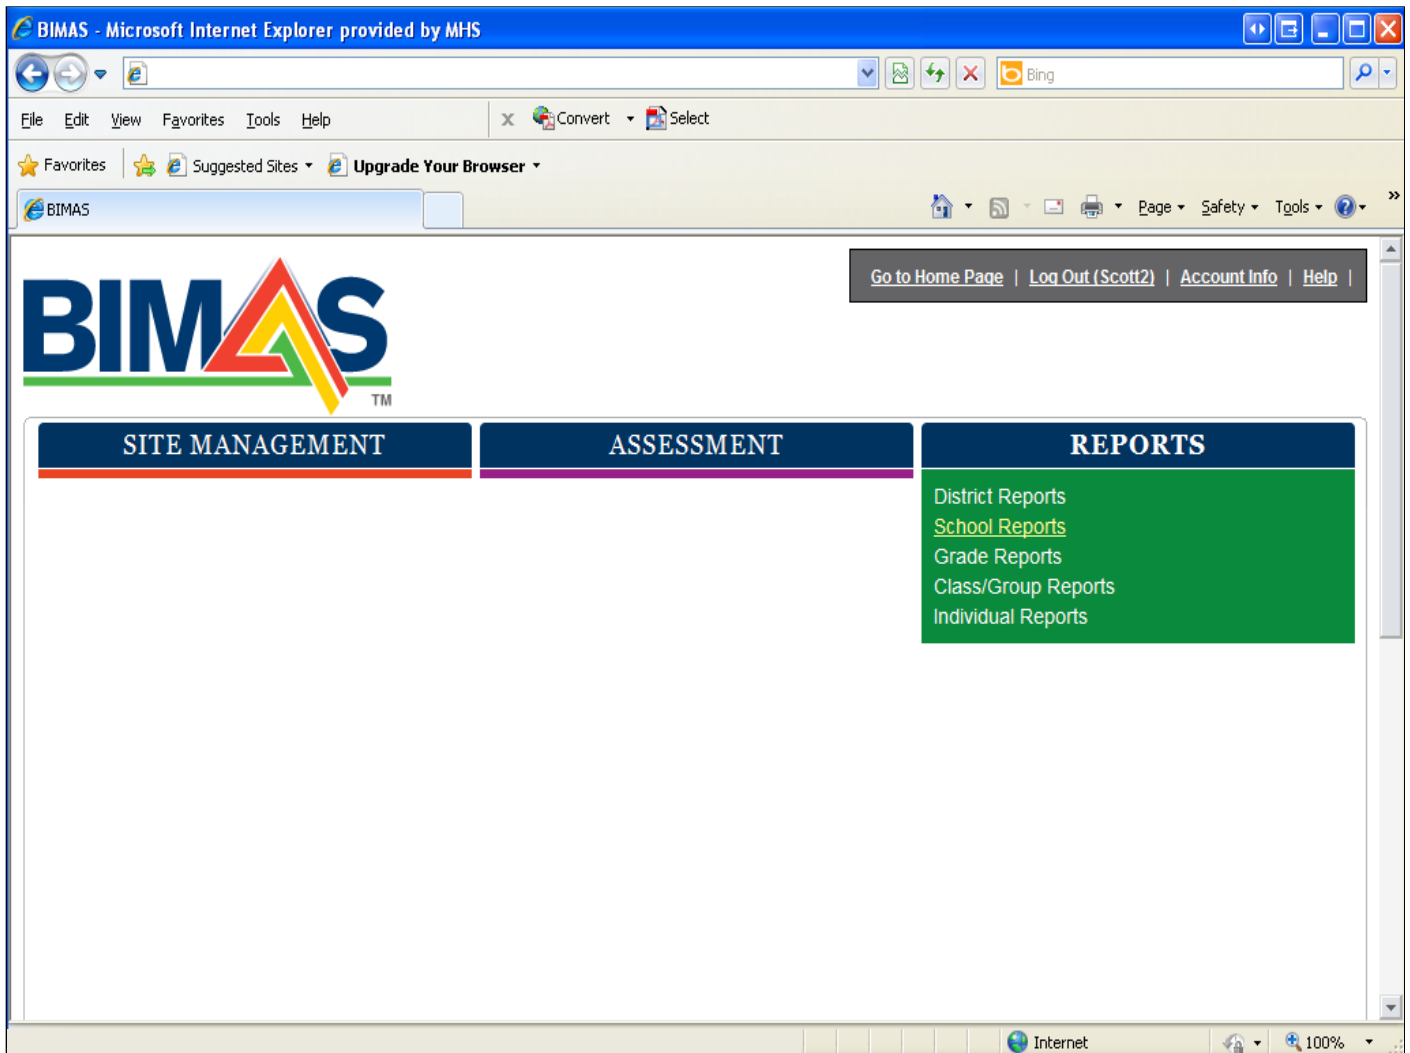 BIMAS - Microsoft Internet Explorer provided by MHS
Bing
File Edit View Favorites Tools Help x Convert Select
Favorites Suggested Sites Upgrade Your Browser
BIMAS Page Safety Tools »
Go to Home Page | Log Out (Scott2) | Account Info | Help |
BIMAS
TM
SITE MANAGEMENT ASSESSMENT REPORTS
District Reports
School Reports
Grade Reports
Class/Group Reports
Individual Reports
Internet 100%